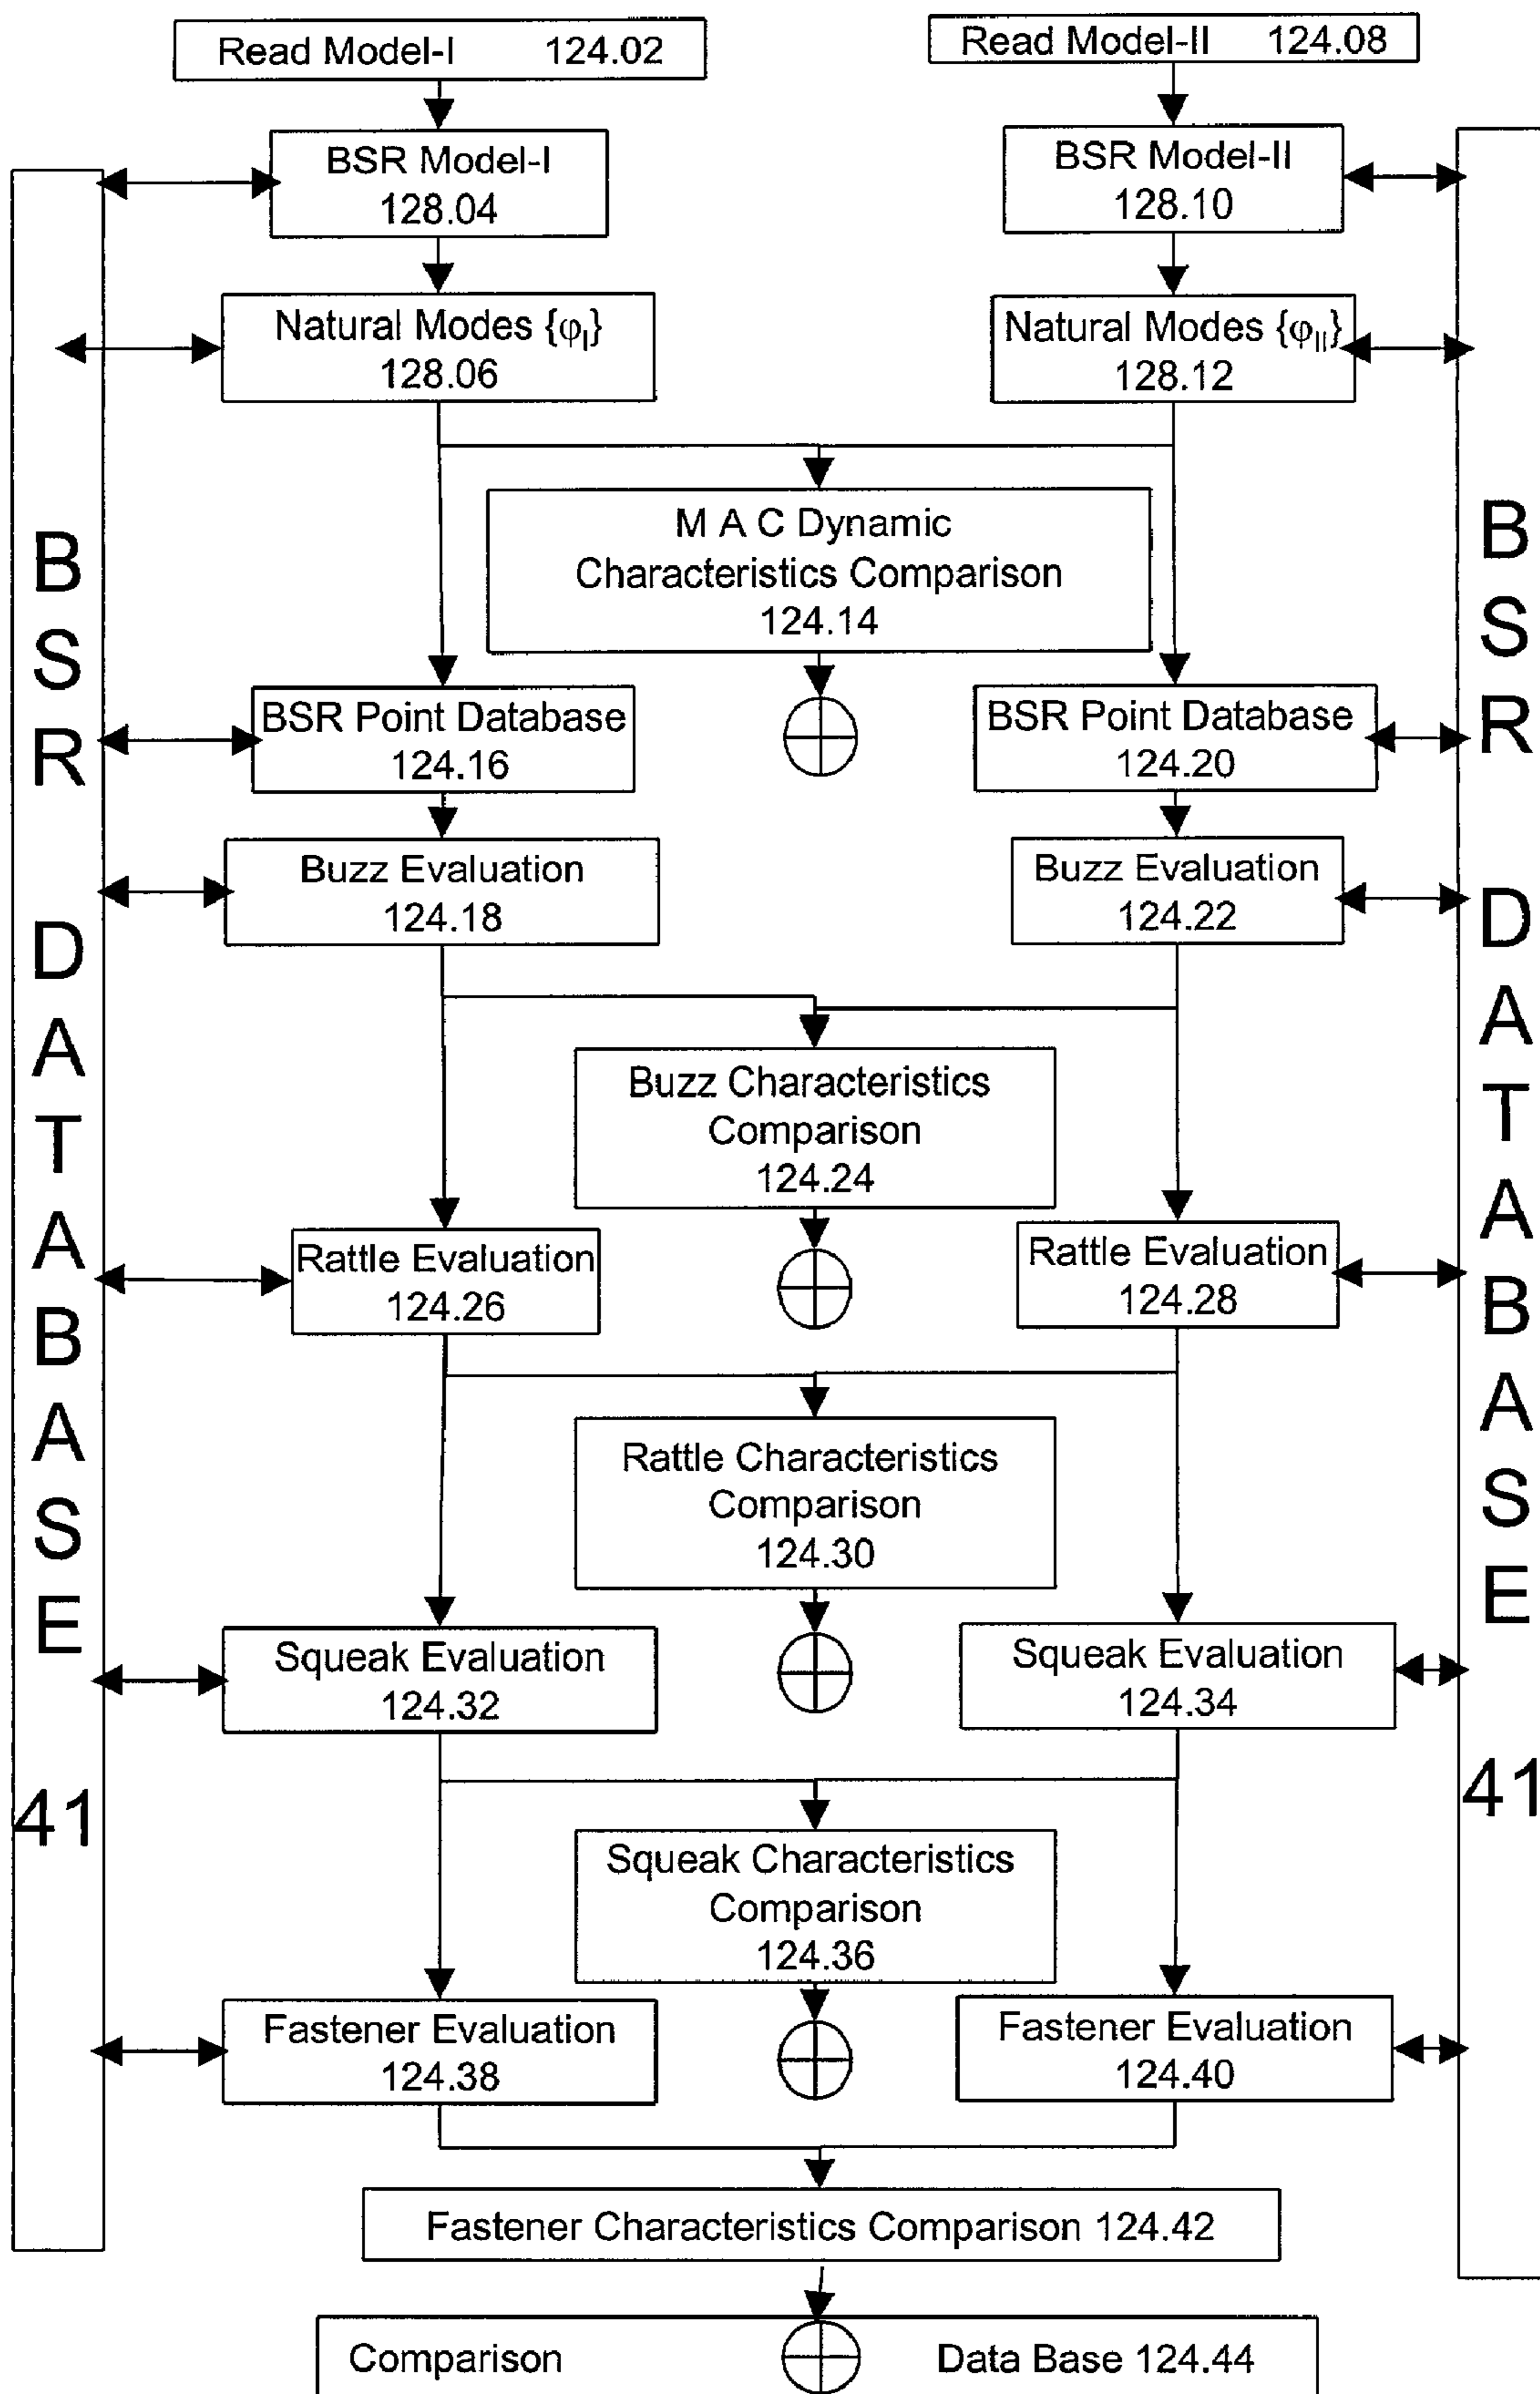 Read Model-I 124.02
Read Model-II 124.08
BSR Model-I
128.04
BSR Model-II
128.10
Natural Modes {φI}
128.06
Natural Modes {φII}
128.12
M A C Dynamic
Characteristics Comparison
124.14
BSR Point Database
124.16
BSR Point Database
124.20
Buzz Evaluation
124.18
Buzz Evaluation
124.22
Buzz Characteristics
Comparison
124.24
Rattle Evaluation
124.26
Rattle Evaluation
124.28
Rattle Characteristics
Comparison
124.30
Squeak Evaluation
124.32
Squeak Evaluation
124.34
Squeak Characteristics
Comparison
124.36
Fastener Evaluation
124.38
Fastener Evaluation
124.40
Fastener Characteristics Comparison 124.42
Comparison Data Base 124.44
BSR DATABASE 41
BSR DATABASE 41